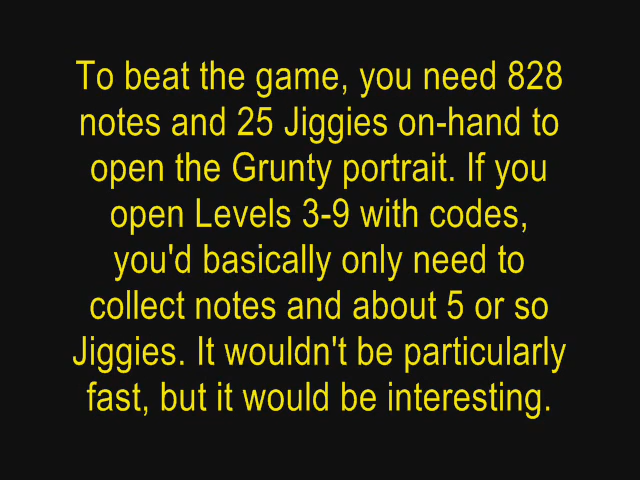 To beat the game, you need 828
notes and 25 Jiggies on-hand to
open the Grunty portrait. If you
open Levels 3-9 with codes,
you'd basically only need to
collect notes and about 5 or so
Jiggies. It wouldn't be particularly
fast, but it would be interesting.